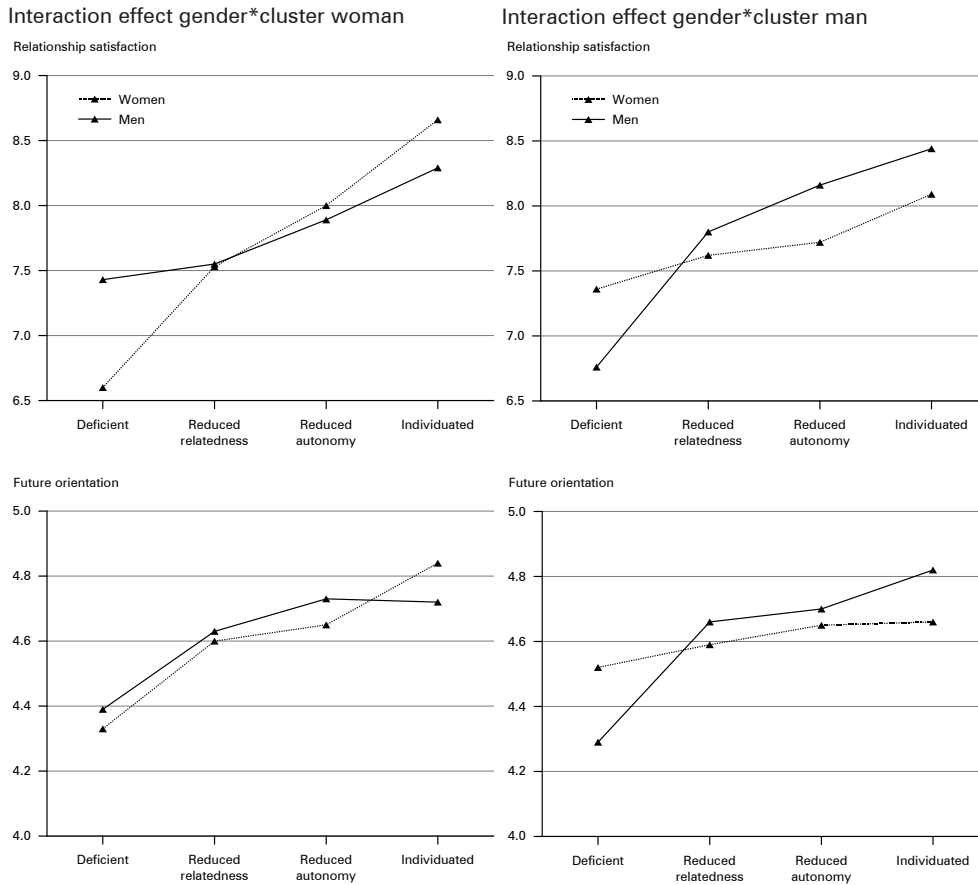 Interaction effect gender*cluster woman
Relationship satisfaction
9.0
8.5
8.0
7.5
7.0
6.5
Women
Men
Deficient
Reduced
relatedness
Reduced
autonomy
Individuated
Interaction effect gender*cluster man
Relationship satisfaction
9.0
8.5
8.0
7.5
7.0
6.5
Women
Men
Deficient
Reduced
relatedness
Reduced
autonomy
Individuated
Future orientation
5.0
4.8
4.6
4.4
4.2
4.0
Deficient
Reduced
relatedness
Reduced
autonomy
Individuated
Future orientation
5.0
4.8
4.6
4.4
4.2
4.0
Deficient
Reduced
relatedness
Reduced
autonomy
Individuated